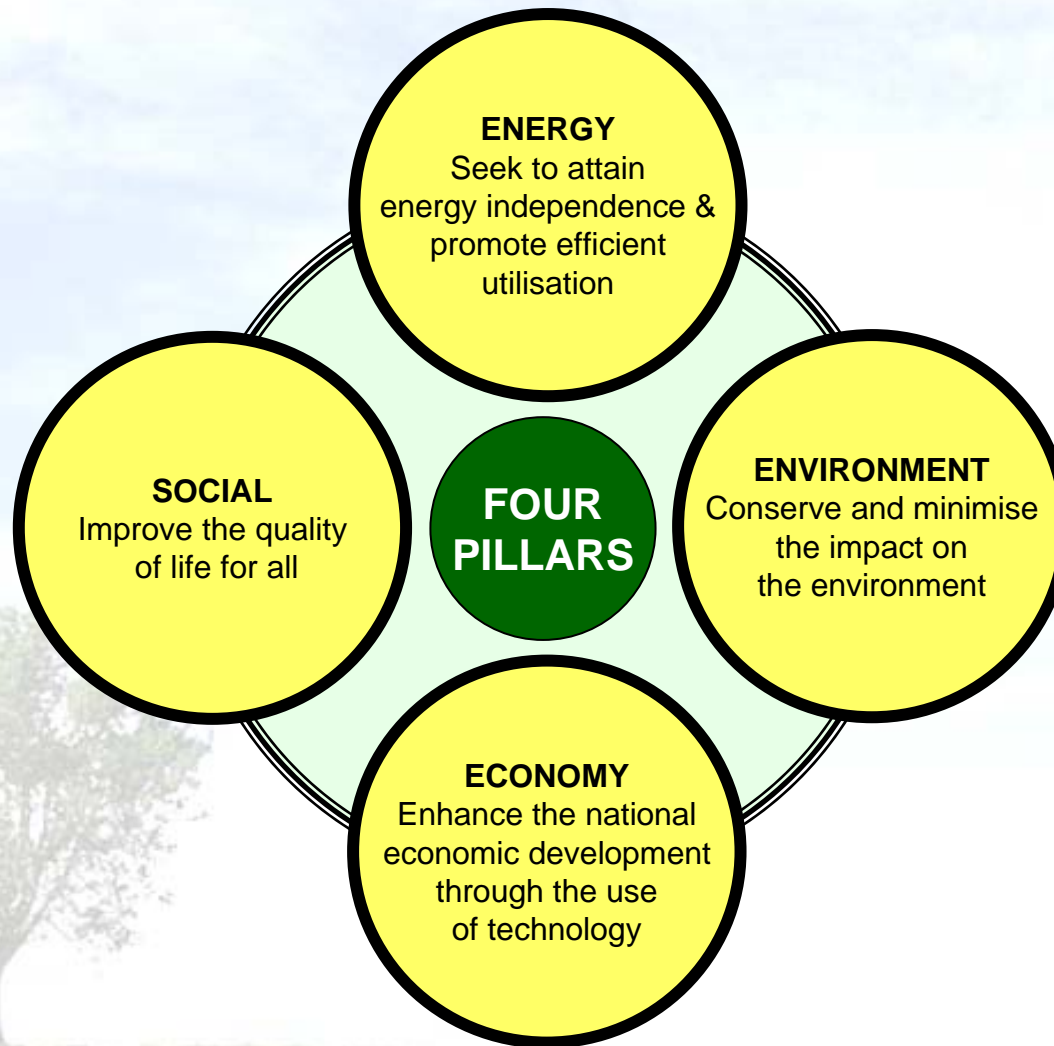 ENERGY
Seek to attain
energy independence &
promote efficient
utilisation
SOCIAL
Improve the quality
of life for all
FOUR
PILLARS
ENVIRONMENT
Conserve and minimise
the impact on
the environment
ECONOMY
Enhance the national
economic development
through the use
of technology